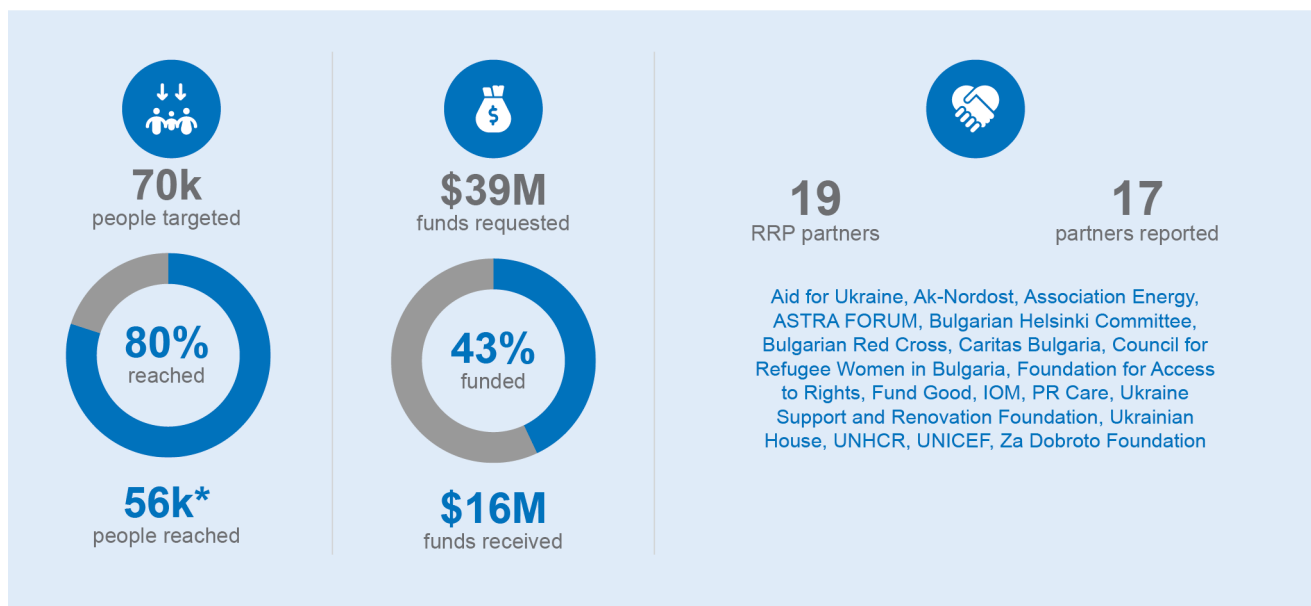 $
70k
people targeted
80%
reached
56k*
people reached
$39M
funds requested
43%
funded
$16M
funds received
19
RRP partners
17
partners reported
Aid for Ukraine, Ak-Nordost, Association Energy,
ASTRA FORUM, Bulgarian Helsinki Committee,
Bulgarian Red Cross, Caritas Bulgaria, Council for
Refugee Women in Bulgaria, Foundation for Access
to Rights, Fund Good, IOM, PR Care, Ukraine
Support and Renovation Foundation, Ukrainian
House, UNHCR, UNICEF, Za Dobroto Foundation